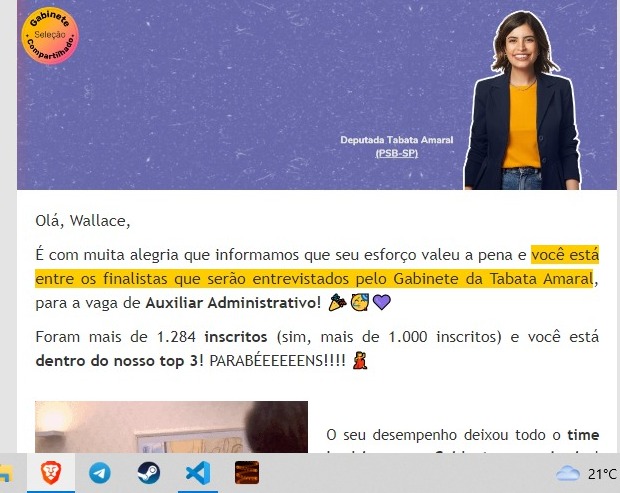 Gabinete
Seleção
Compartilhado
Deputada Tabata Amaral
(PSB-SP)
Olá, Wallace,
É com muita alegria que informamos que seu esforço valeu a pena e você está
entre os finalistas que serão entrevistados pelo Gabinete da Tabata Amaral,
para a vaga de Auxiliar Administrativo! 🎉🥳💜
Foram mais de 1.284 inscritos (sim, mais de 1.000 inscritos) e você está
dentro do nosso top 3! PARABÉEEEEENS!!!! 💃
O seu desempenho deixou todo o time
21°C